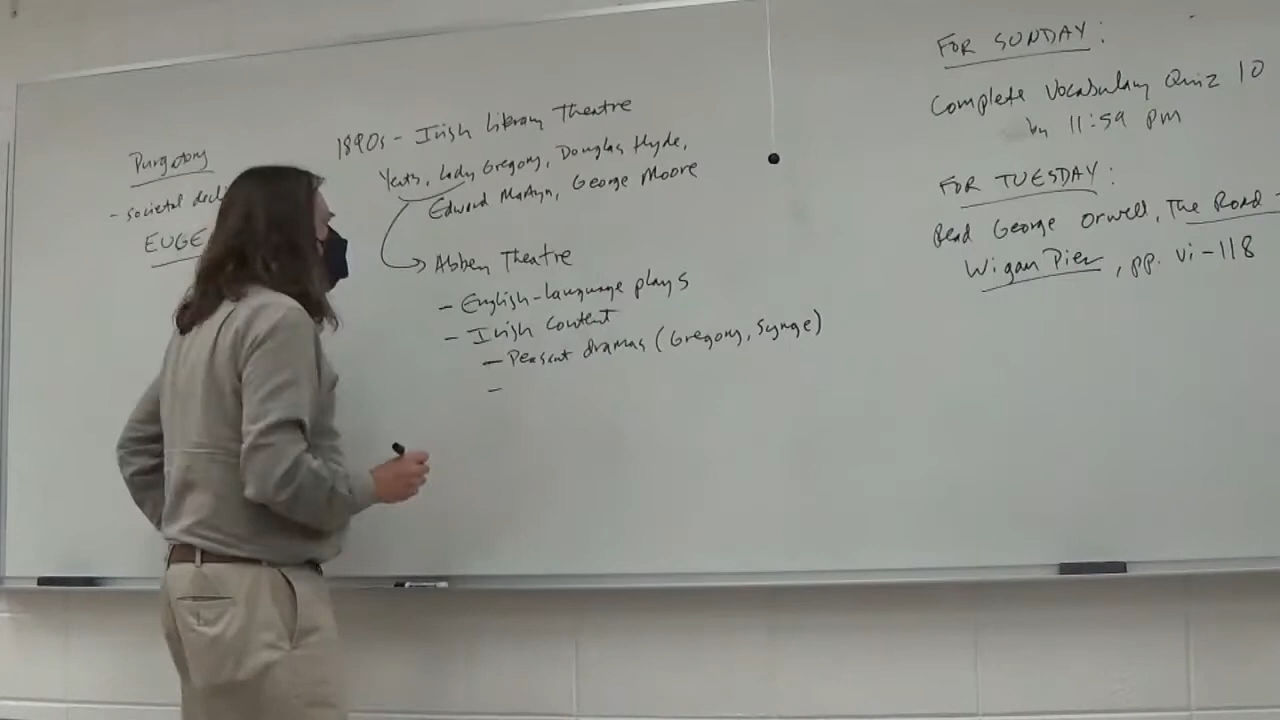 Purgatory
- societal decli
EUGE
1890s - Irish Literary Theatre
Yeats, Lady Gregory, Douglas Hyde,
Edward Martyn, George Moore
Abbey Theatre
- English-language plays
- Irish Content
- Peasant dramas (Gregory, Synge)
-
FOR SUNDAY:
Complete Vocabulary Quiz 10
by 11:59 PM
FOR TUESDAY:
Read George Orwell, The Road -
Wigan Pier, pp. vi-118